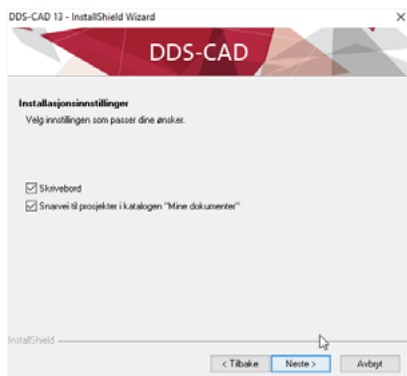 DDS-CAD 13 - InstallShield Wizard
DDS-CAD
Installasjonsinnstillinger
Velg innstillingen som passer dine ønsker.
Skrivebord
Snarvei til prosjekter i katalogen "Mine dokumenter"
InstallShield
< Tilbake
Neste >
Avbryt